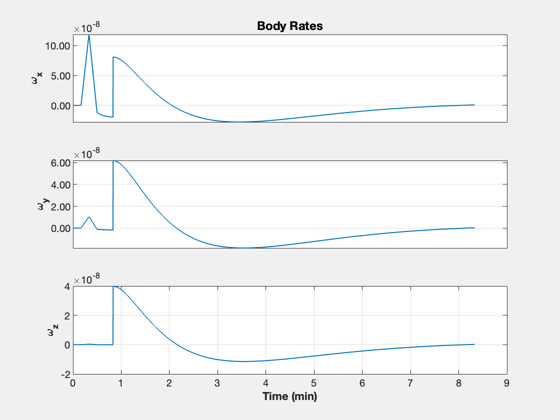 Body Rates
×10⁻⁸
10.00
5.00
0.00
ω_x
×10⁻⁸
6.00
4.00
2.00
0.00
ω_y
×10⁻⁸
4
2
0
-2
ω_z
0 1 2 3 4 5 6 7 8 9
Time (min)